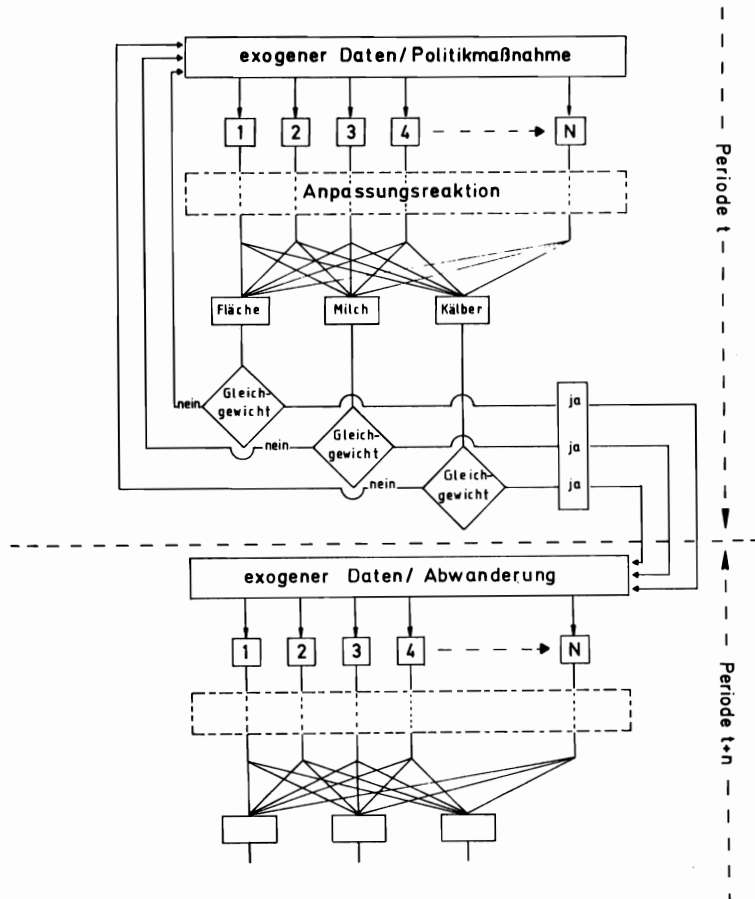 exogener Daten/Politikmaßnahme
1 2 3 4 N
Anpassungsreaktion
Fläche Milch Kälber
Gleich-
gewicht
nein
ja
Gleich-
gewicht
nein
ja
Gleich-
gewicht
nein
ja
Periode t
exogener Daten/ Abwanderung
1 2 3 4 N
Periode t+n